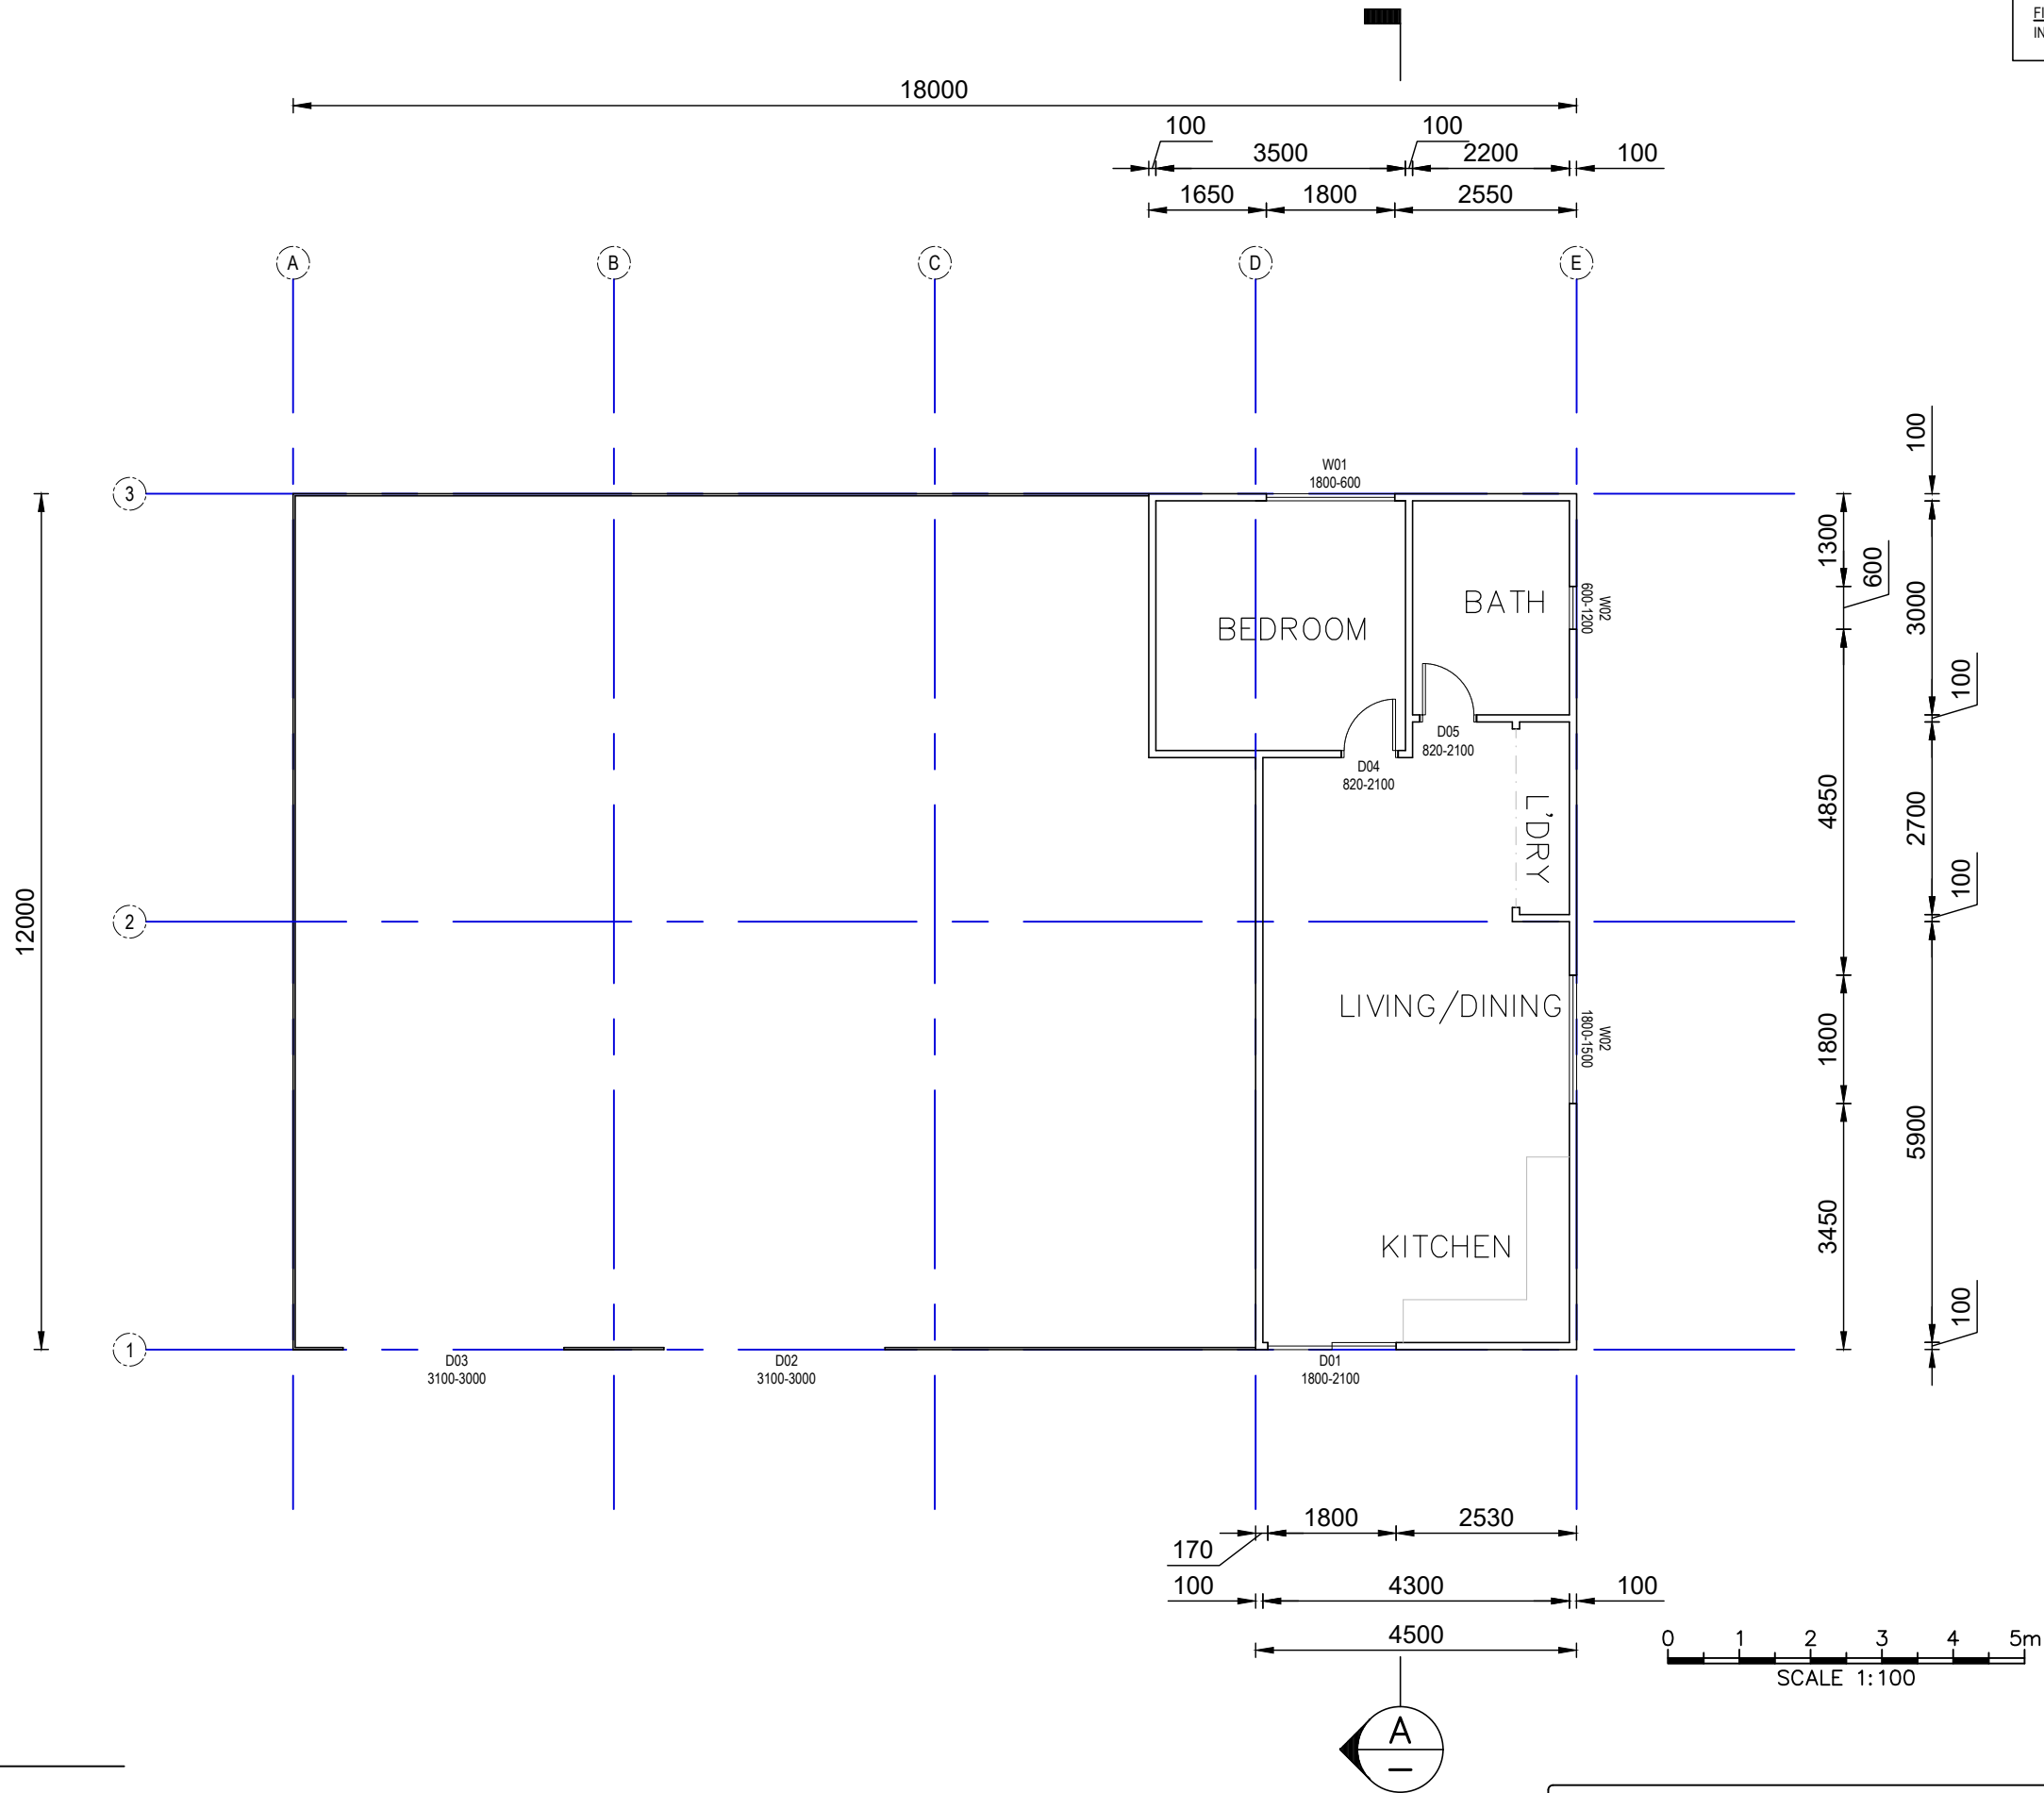 FI
IN
18000
100
100
3500
2200
100
1650
1800
2550
A
B
C
D
E
3
2
1
12000
W01
1800-600
BEDROOM
BATH
W02
600-1200
D05
820-2100
D04
820-2100
L'DRY
LIVING/DINING
W02
1800-1500
KITCHEN
D03
3100-3000
D02
3100-3000
D01
1800-2100
100
1300
600
3000
100
4850
2700
100
1800
5900
3450
100
1800
2530
170
100
4300
100
4500
0 1 2 3 4 5m
SCALE 1:100
A
–